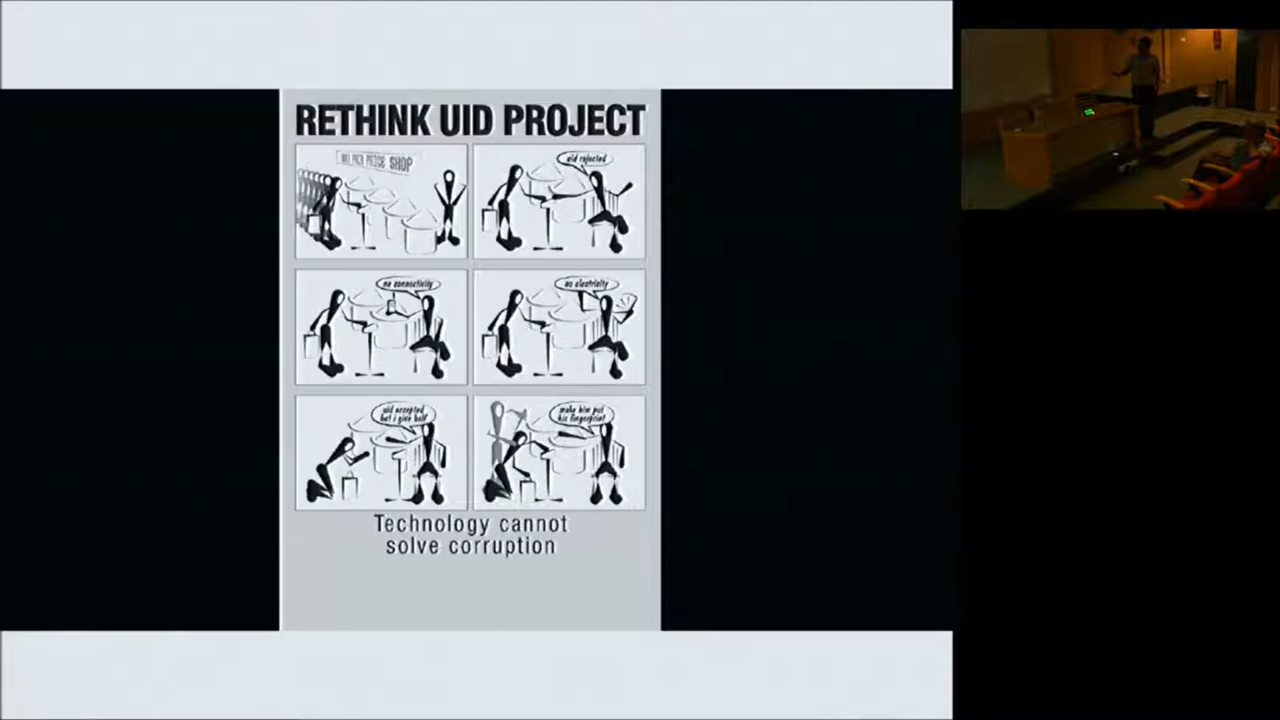 RETHINK UID PROJECT
PRICE SHOP
uid rejected
no connectivity
no electricity
uid accepted
but i give half
make him put
his fingerprint
Technology cannot
solve corruption